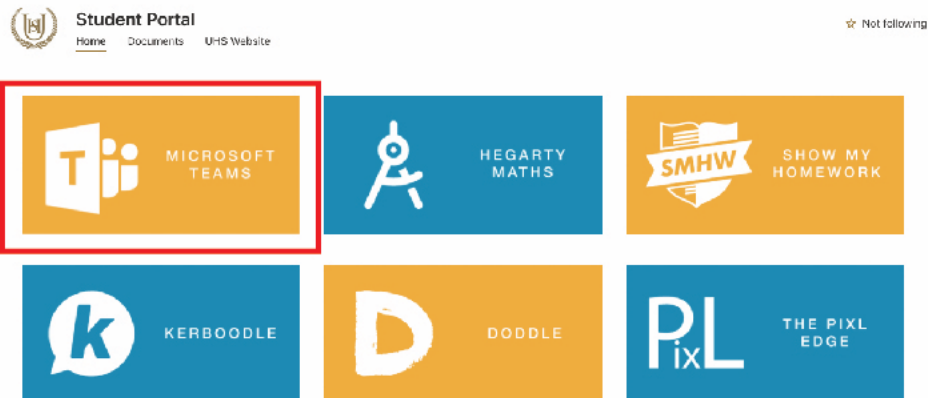 Student Portal
Home Documents UHS Website
Not following
T
MICROSOFT
TEAMS
HEGARTY
MATHS
SMHW
SHOW MY
HOMEWORK
k
KERBOODLE
D
DODDLE
PixL
THE PIXL
EDGE